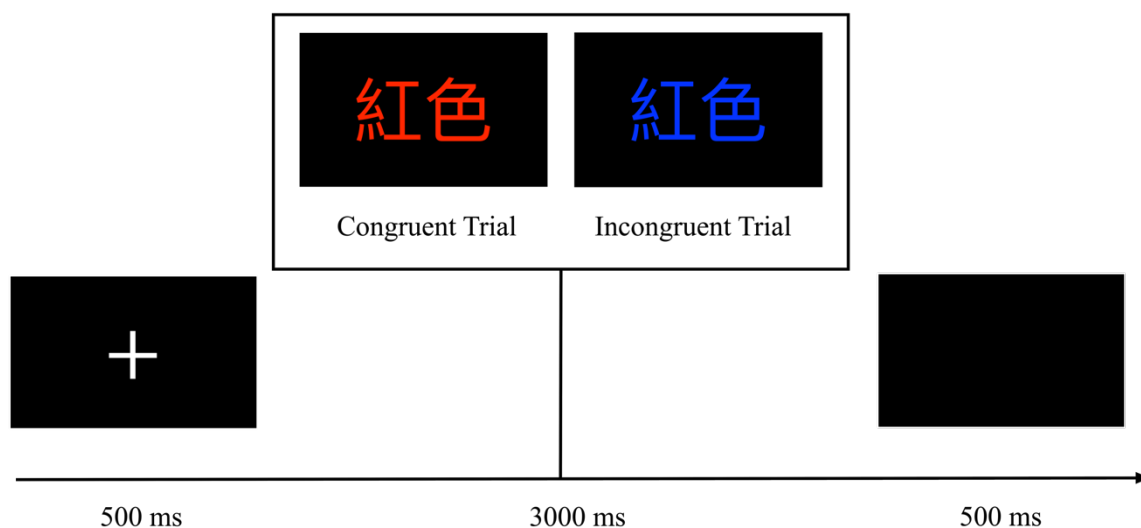 紅色 紅色
Congruent Trial Incongruent Trial
500 ms 3000 ms 500 ms